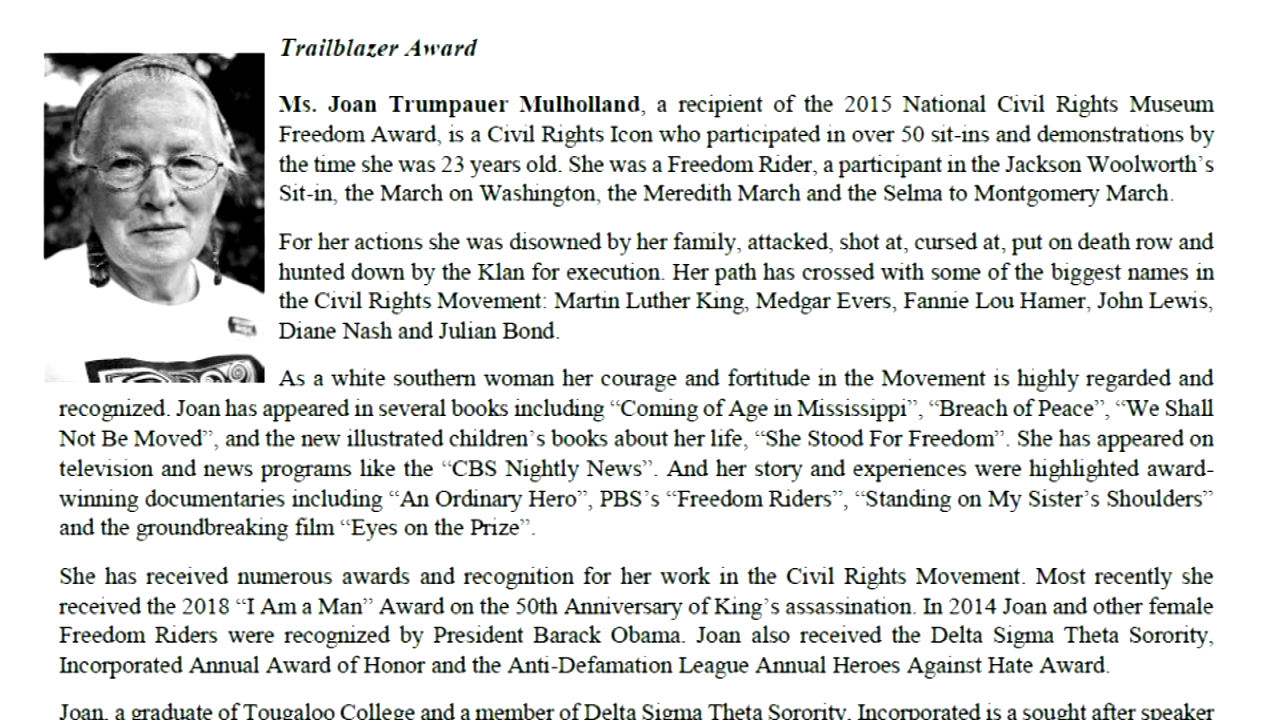 Trailblazer Award
Ms. Joan Trumpauer Mulholland, a recipient of the 2015 National Civil Rights Museum
Freedom Award, is a Civil Rights Icon who participated in over 50 sit-ins and demonstrations by
the time she was 23 years old. She was a Freedom Rider, a participant in the Jackson Woolworth’s
Sit-in, the March on Washington, the Meredith March and the Selma to Montgomery March.
For her actions she was disowned by her family, attacked, shot at, cursed at, put on death row and
hunted down by the Klan for execution. Her path has crossed with some of the biggest names in
the Civil Rights Movement: Martin Luther King, Medgar Evers, Fannie Lou Hamer, John Lewis,
Diane Nash and Julian Bond.
As a white southern woman her courage and fortitude in the Movement is highly regarded and
recognized. Joan has appeared in several books including “Coming of Age in Mississippi”, “Breach of Peace”, “We Shall
Not Be Moved”, and the new illustrated children’s books about her life, “She Stood For Freedom”. She has appeared on
television and news programs like the “CBS Nightly News”. And her story and experiences were highlighted award-
winning documentaries including “An Ordinary Hero”, PBS’s “Freedom Riders”, “Standing on My Sister’s Shoulders”
and the groundbreaking film “Eyes on the Prize”.
She has received numerous awards and recognition for her work in the Civil Rights Movement. Most recently she
received the 2018 “I Am a Man” Award on the 50th Anniversary of King’s assassination. In 2014 Joan and other female
Freedom Riders were recognized by President Barack Obama. Joan also received the Delta Sigma Theta Sorority,
Incorporated Annual Award of Honor and the Anti-Defamation League Annual Heroes Against Hate Award.
Joan, a graduate of Tougaloo College and a member of Delta Sigma Theta Sorority, Incorporated is a sought after speaker